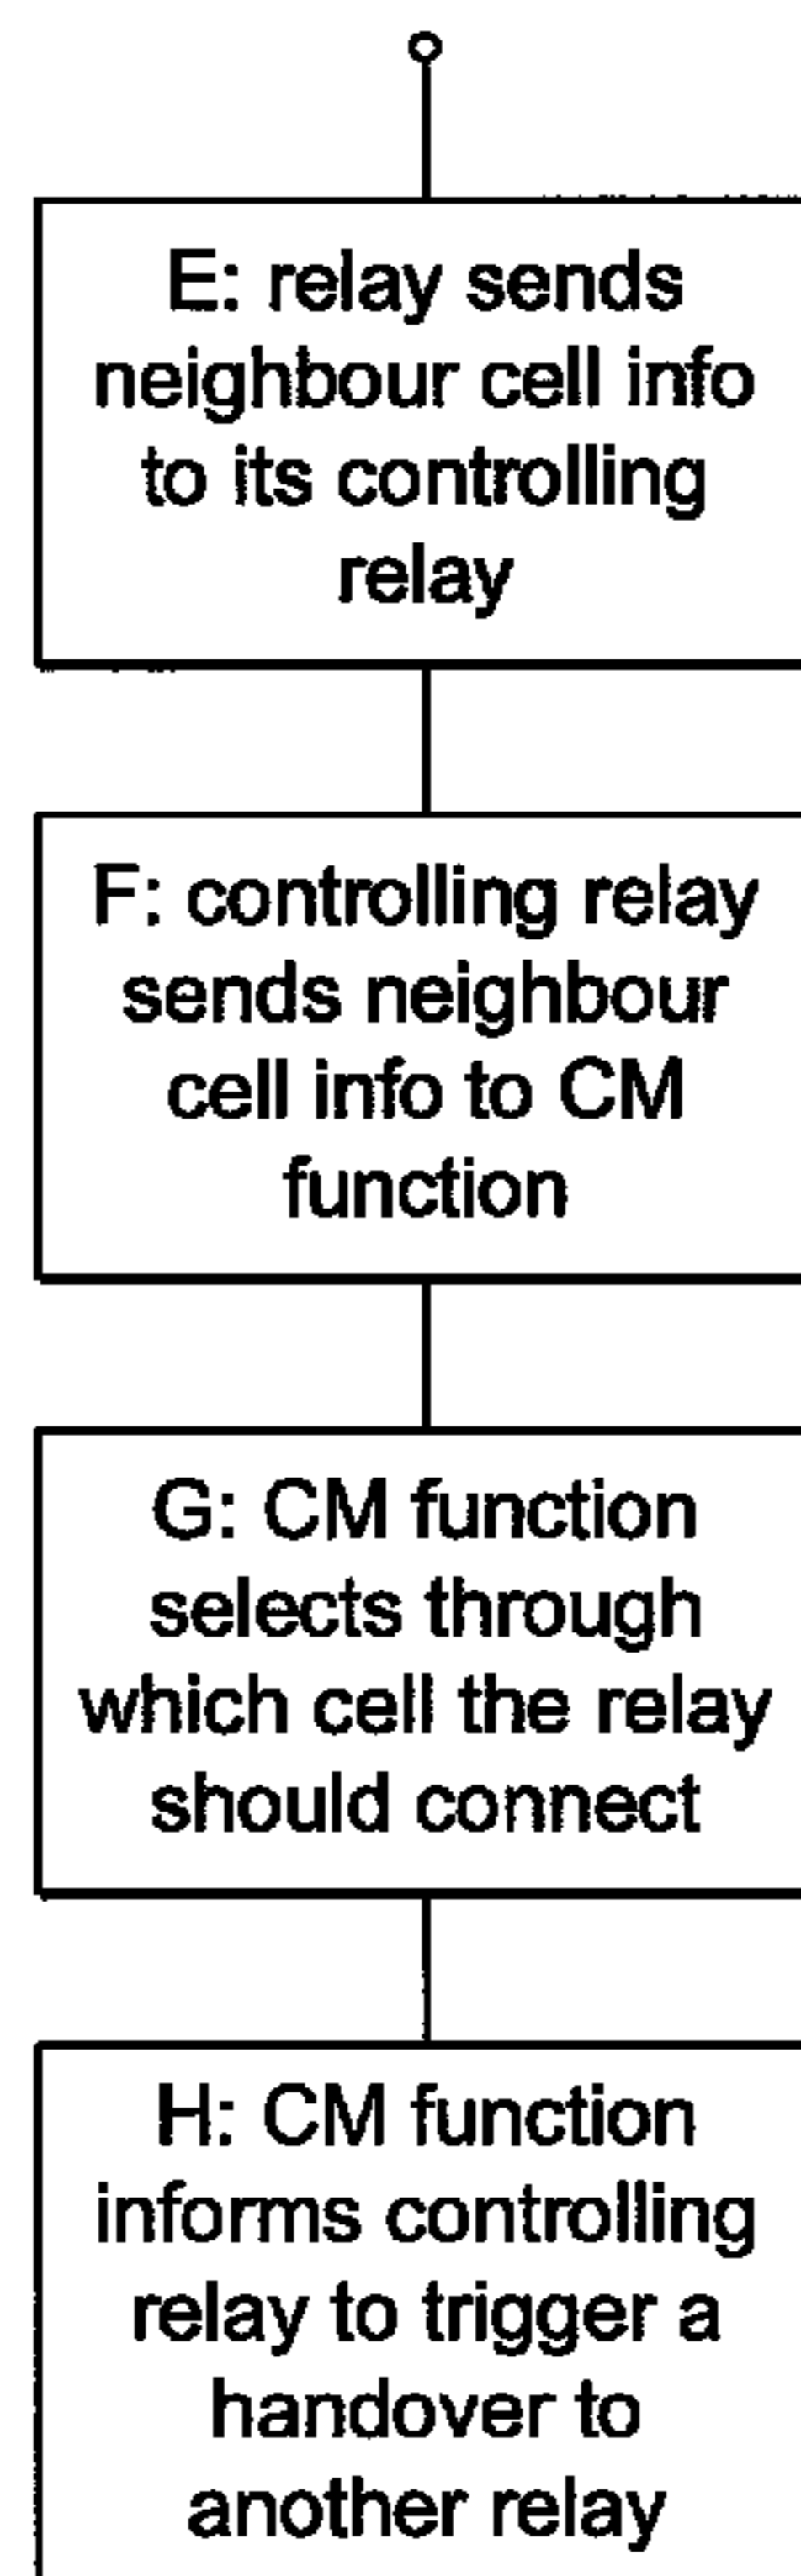 E: relay sends
neighbour cell info
to its controlling
relay
F: controlling relay
sends neighbour
cell info to CM
function
G: CM function
selects through
which cell the relay
should connect
H: CM function
informs controlling
relay to trigger a
handover to
another relay